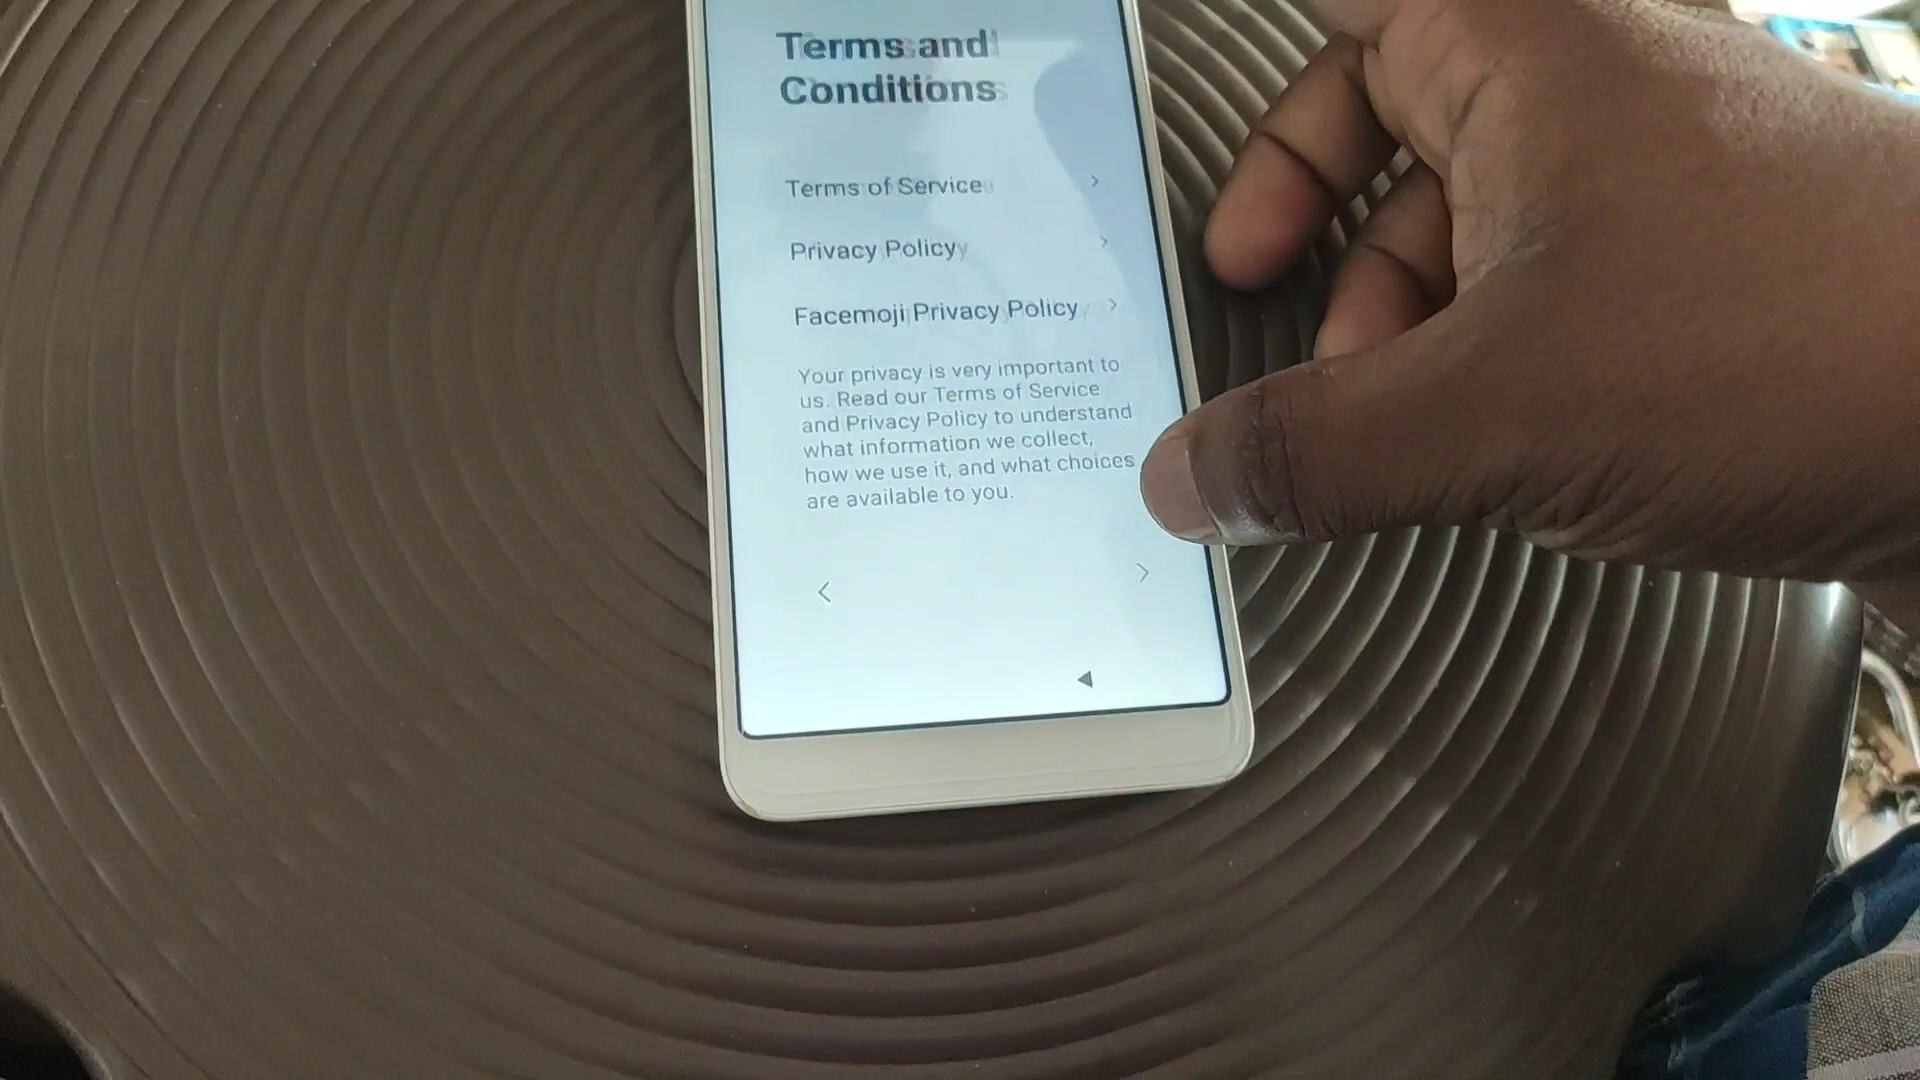 Terms and
Conditions
Terms of Service
Privacy Policy
Facemoji Privacy Policy
Your privacy is very important to
us. Read our Terms of Service
and Privacy Policy to understand
what information we collect,
how we use it, and what choices
are available to you.